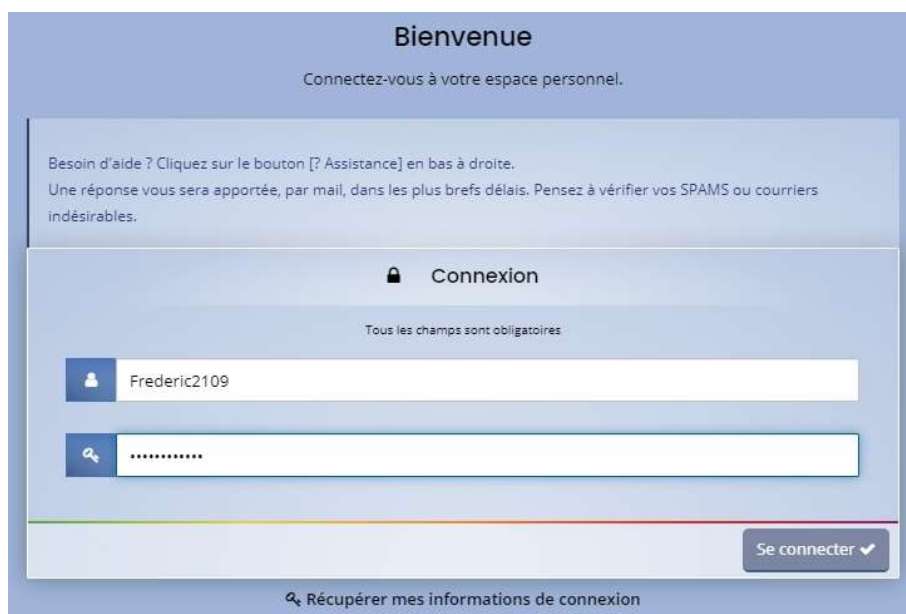 Bienvenue
Connectez-vous à votre espace personnel.
Besoin d'aide ? Cliquez sur le bouton [? Assistance] en bas à droite.
Une réponse vous sera apportée, par mail, dans les plus brefs délais. Pensez à vérifier vos SPAMS ou courriers
indésirables.
Connexion
Tous les champs sont obligatoires
Frederic2109
••••••••••••
Se connecter
Récupérer mes informations de connexion